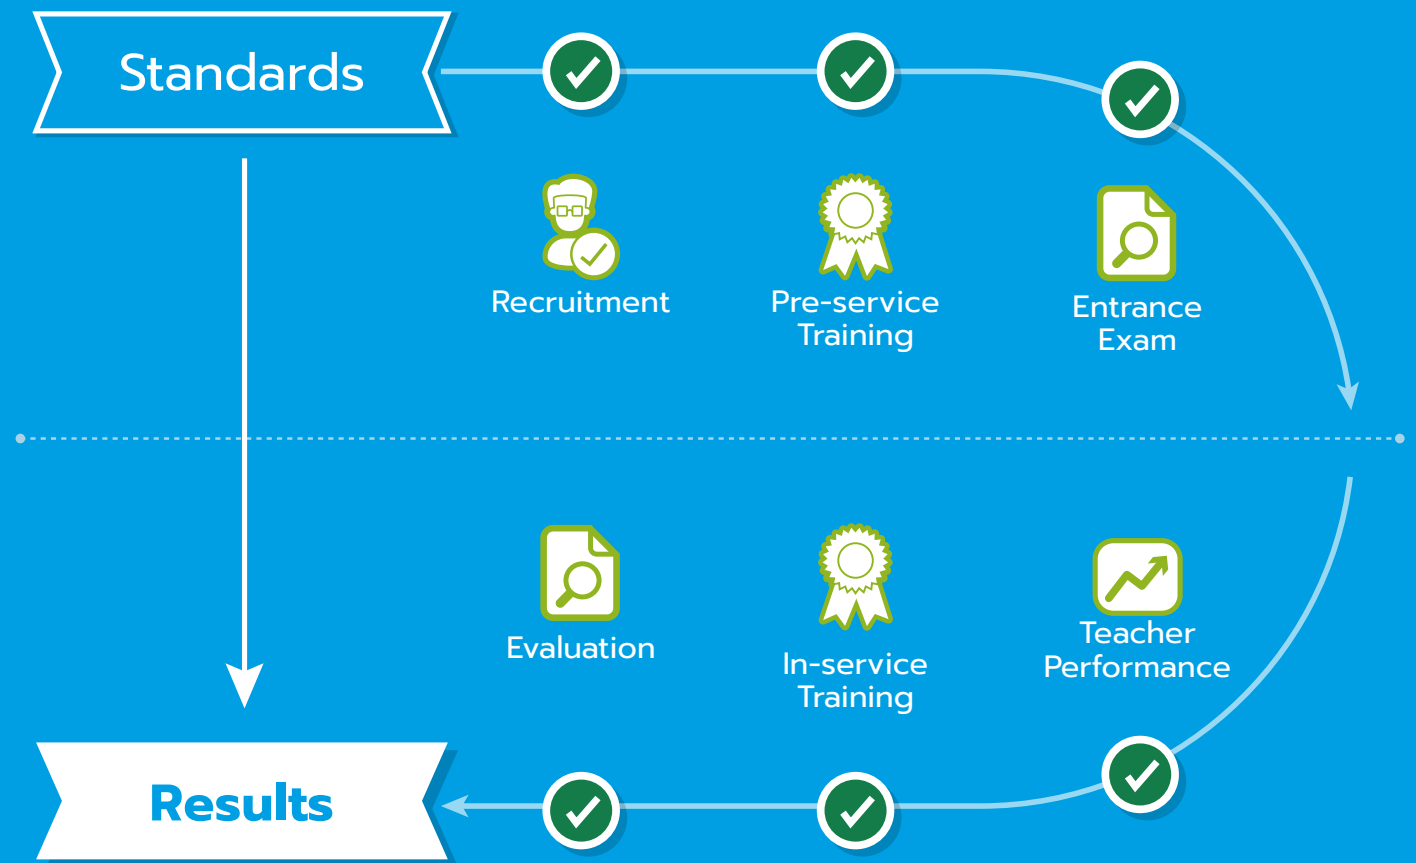 Standards
Recruitment
Pre-service
Training
Entrance
Exam
Evaluation
In-service
Training
Teacher
Performance
Results